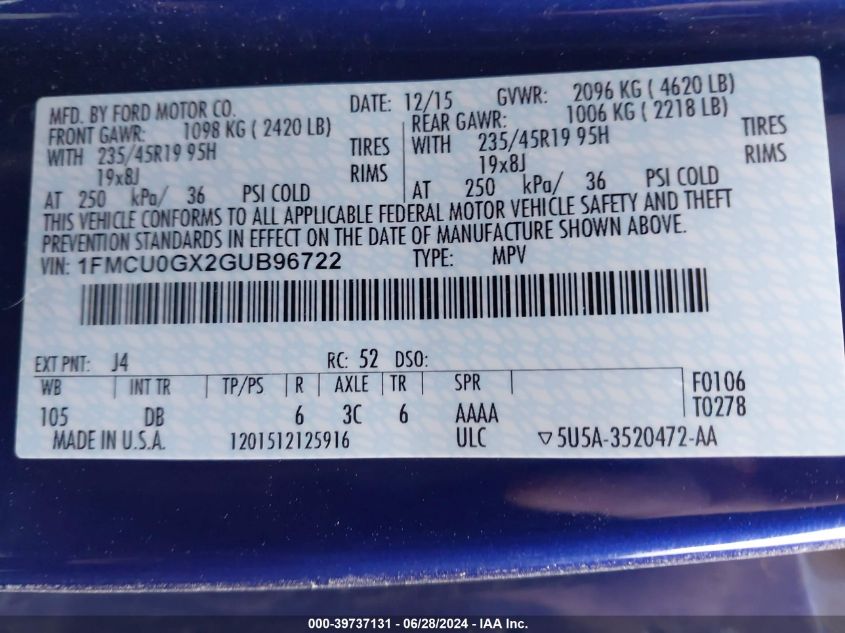 MFD. BY FORD MOTOR CO. DATE: 12/15 GVWR: 2096 KG ( 4620 LB)
FRONT GAWR: 1098 KG ( 2420 LB) REAR GAWR: 1006 KG ( 2218 LB)
WITH 235/45R19 95H TIRES WITH 235/45R19 95H TIRES
19x8J RIMS 19x8J RIMS
AT 250 kPa/ 36 PSI COLD AT 250 kPa/ 36 PSI COLD
THIS VEHICLE CONFORMS TO ALL APPLICABLE FEDERAL MOTOR VEHICLE SAFETY AND THEFT
PREVENTION STANDARDS IN EFFECT ON THE DATE OF MANUFACTURE SHOWN ABOVE.
VIN: 1FMCU0GX2GUB96722 TYPE: MPV
EXT PNT: J4 RC: 52 DSO:
WB INT TR TP/PS R AXLE TR SPR F0106
105 DB 6 3C 6 AAAA T0278
MADE IN U.S.A. 1201512125916 ULC ▽5U5A-3520472-AA
000-39737131 - 06/28/2024 - IAA Inc.